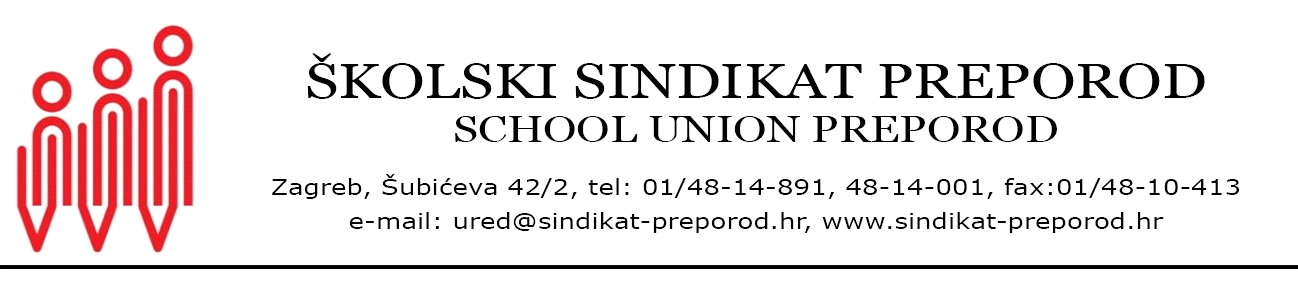 ŠKOLSKI SINDIKAT PREPOROD
SCHOOL UNION PREPOROD
Zagreb, Šubićeva 42/2, tel: 01/48-14-891, 48-14-001, fax:01/48-10-413
e-mail: ured@sindikat-preporod.hr, www.sindikat-preporod.hr